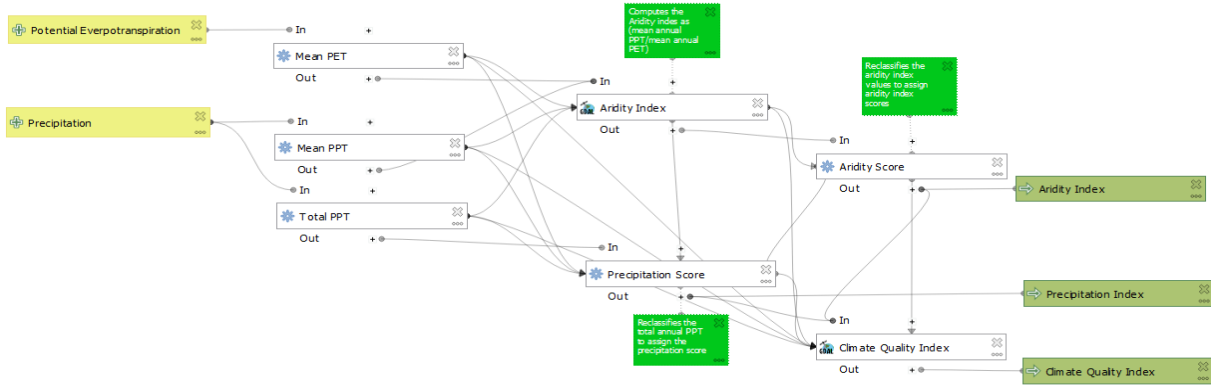 Potential Everpotranspiration
In
Mean PET
Out
Precipitation
In
Mean PPT
Out
In
Total PPT
Out
Computes the
Aridity index as
(mean annual
PPT/mean annual
PET)
In
Aridity Index
GOAL
Out
Reclassifies the
aridity index
values to assign
aridity index
scores
In
Aridity Score
Out
Aridity Index
In
Precipitation Score
Out
Reclassifies the
total annual PPT
to assign the
precipitation score
Precipitation Index
In
Climate Quality Index
GOAL
Out
Climate Quality Index